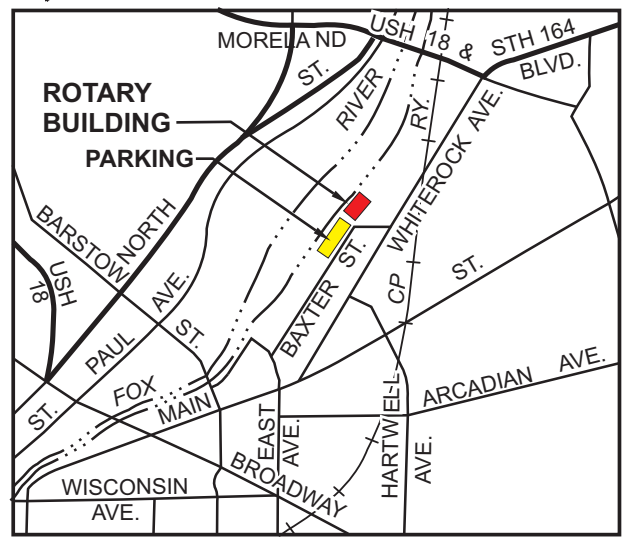 USH 18 &
STH 164
BLVD.
MORELAND
ST.
RIVER
RY.
ROTARY
BUILDING
PARKING
WHITEROCK AVE.
BARSTOW
ST.
NORTH
USH
18
ST. PAUL AVE.
BAXTER ST.
CP
ST.
FOX
MAIN
ARCADIAN AVE.
EAST
AVE.
HARTWELL
AVE.
BROADWAY
WISCONSIN
AVE.